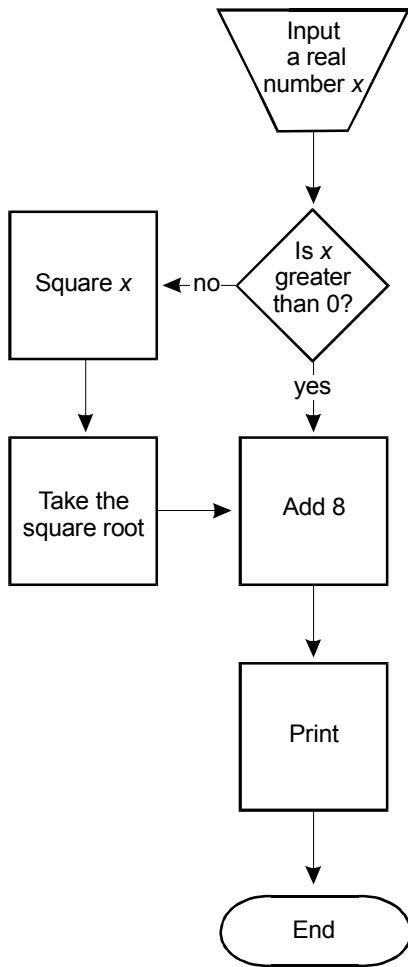 Input
a real
number x
Is x
greater
than 0?
no
Square x
yes
Take the
square root
Add 8
Print
End